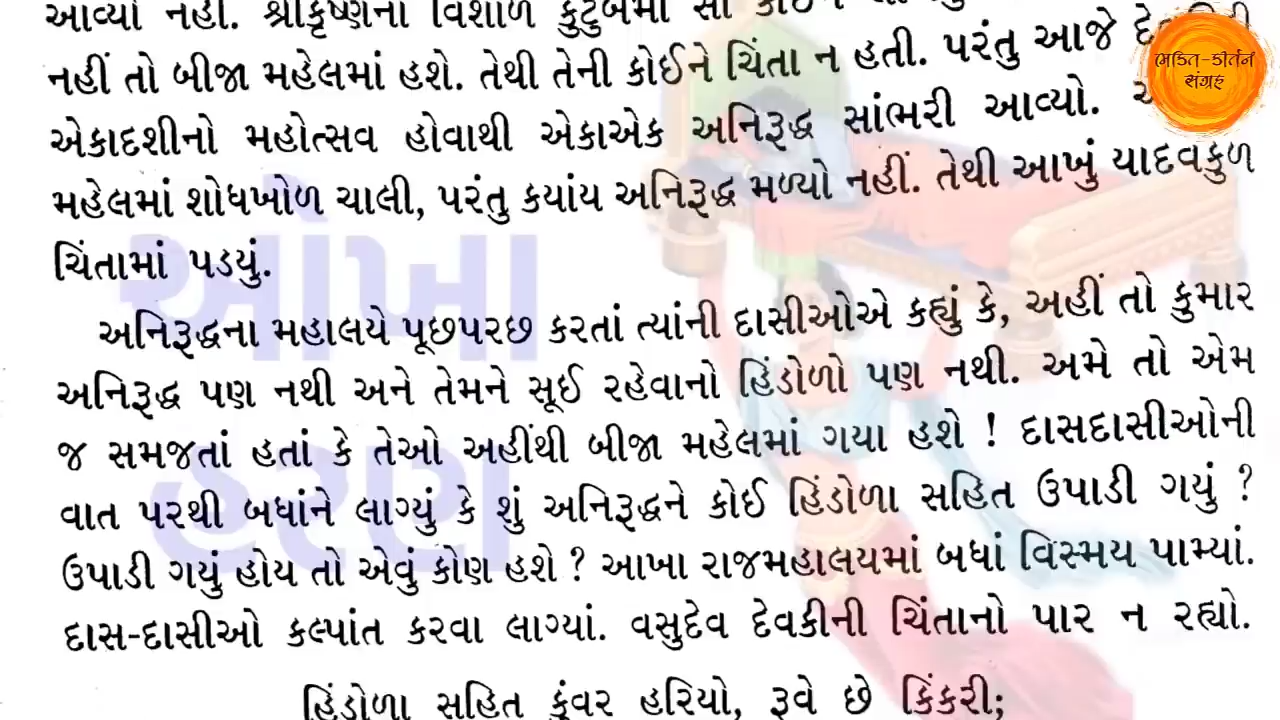 આવ્યો નહીં. શ્રીકૃષ્ણના વિશાળ કુટુંબમાં સૌ
નહીં તો બીજા મહેલમાં હશે. તેથી તેની કોઈને ચિંતા ન હતી. પરંતુ આજે
એકાદશીનો મહોત્સવ હોવાથી એકાએક અનિરૂદ્ધ સાંભરી આવ્યો.
મહેલમાં શોધખોળ ચાલી, પરંતુ કયાંય અનિરૂદ્ધ મળ્યો નહીં. તેથી આખું યાદવકુળ
ચિંતામાં પડયું.
અનિરૂદ્ધના મહાલયે પૂછપરછ કરતાં ત્યાંની દાસીઓએ કહ્યું કે, અહીં તો કુમાર
અનિરૂદ્ધ પણ નથી અને તેમને સૂઈ રહેવાનો હિંડોળો પણ નથી. અમે તો એમ
જ સમજતાં હતાં કે તેઓ અહીંથી બીજા મહેલમાં ગયા હશે ! દાસદાસીઓની
વાત પરથી બધાંને લાગ્યું કે શું અનિરૂદ્ધને કોઈ હિંડોળા સહિત ઉપાડી ગયું ?
ઉપાડી ગયું હોય તો એવું કોણ હશે ? આખા રાજમહાલયમાં બધાં વિસ્મય પામ્યાં.
દાસ-દાસીઓ કલ્પાંત કરવા લાગ્યાં. વસુદેવ દેવકીની ચિંતાનો પાર ન રહ્યો.
હિંડોળા સહિત કુંવર હરિયો, રૂવે છે કિંકરી;
ભક્તિ-કીર્તન
સંગ્રહ
ઓખા
હરણ